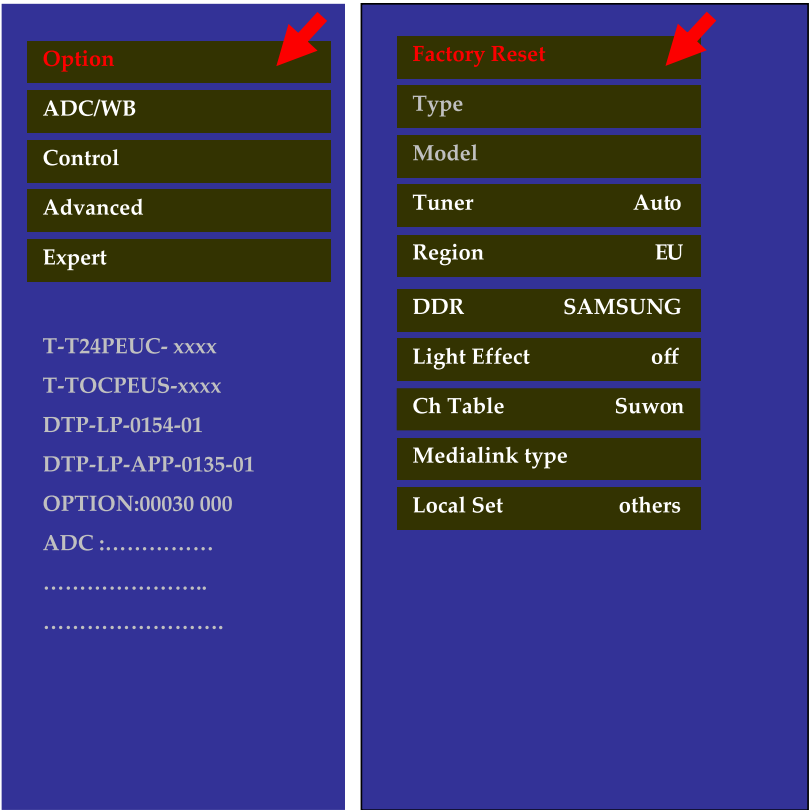 Option
ADC/WB
Control
Advanced
Expert
T-T24PEUC- xxxx
T-TOCPEUS-xxxx
DTP-LP-0154-01
DTP-LP-APP-0135-01
OPTION:00030 000
ADC :……………
…………………..
…………………….
Factory Reset
Type
Model
Tuner Auto
Region EU
DDR SAMSUNG
Light Effect off
Ch Table Suwon
Medialink type
Local Set others